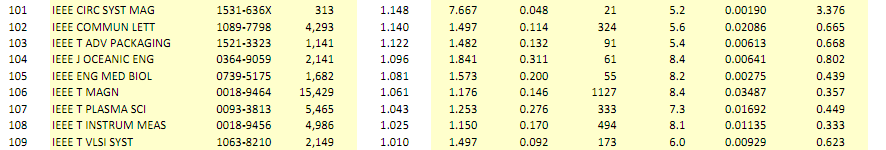 101 IEEE CIRC SYST MAG 1531-636X 313 1.148 7.667 0.048 21 5.2 0.00190 3.376
102 IEEE COMMUN LETT 1089-7798 4,293 1.140 1.497 0.114 324 5.6 0.02086 0.665
103 IEEE T ADV PACKAGING 1521-3323 1,141 1.122 1.482 0.132 91 5.4 0.00613 0.668
104 IEEE J OCEANIC ENG 0364-9059 2,141 1.096 1.841 0.311 61 8.4 0.00641 0.802
105 IEEE ENG MED BIOL 0739-5175 1,682 1.081 1.573 0.200 55 8.2 0.00275 0.439
106 IEEE T MAGN 0018-9464 15,429 1.061 1.176 0.146 1127 8.4 0.03487 0.357
107 IEEE T PLASMA SCI 0093-3813 5,465 1.043 1.253 0.276 333 7.3 0.01692 0.449
108 IEEE T INSTRUM MEAS 0018-9456 4,986 1.025 1.150 0.170 494 8.1 0.01135 0.333
109 IEEE T VLSI SYST 1063-8210 2,149 1.010 1.497 0.092 173 6.0 0.00929 0.623